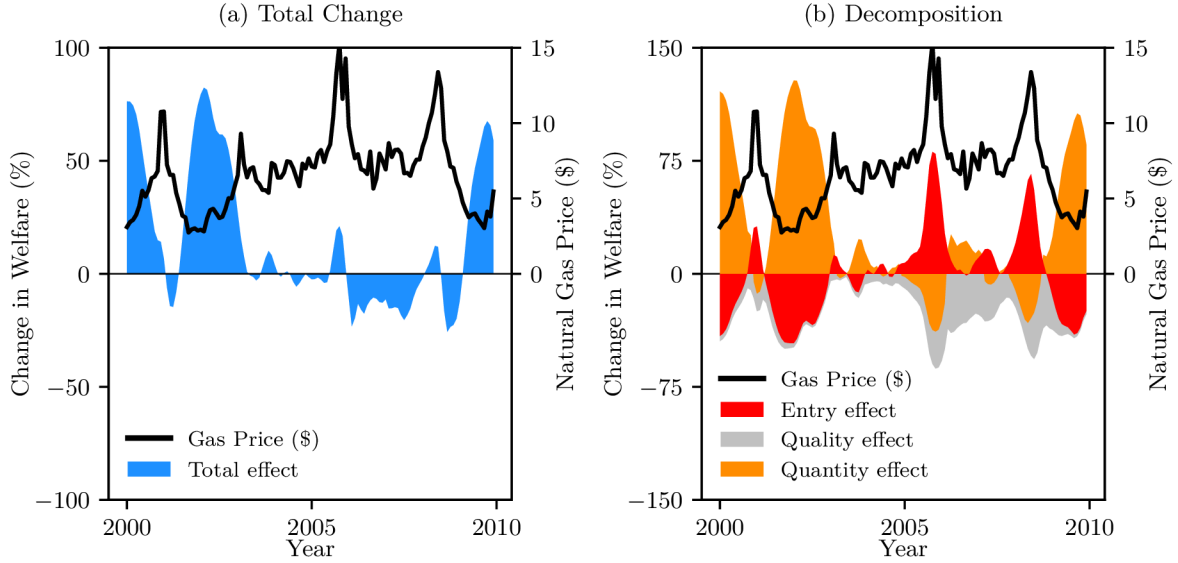 (a) Total Change
Change in Welfare (%)
100
50
0
−50
−100
15
10
5
0
Natural Gas Price ($)
Gas Price ($)
Total effect
2000
2005
2010
Year
(b) Decomposition
Change in Welfare (%)
150
75
0
−75
−150
15
10
5
0
Natural Gas Price ($)
Gas Price ($)
Entry effect
Quality effect
Quantity effect
2000
2005
2010
Year